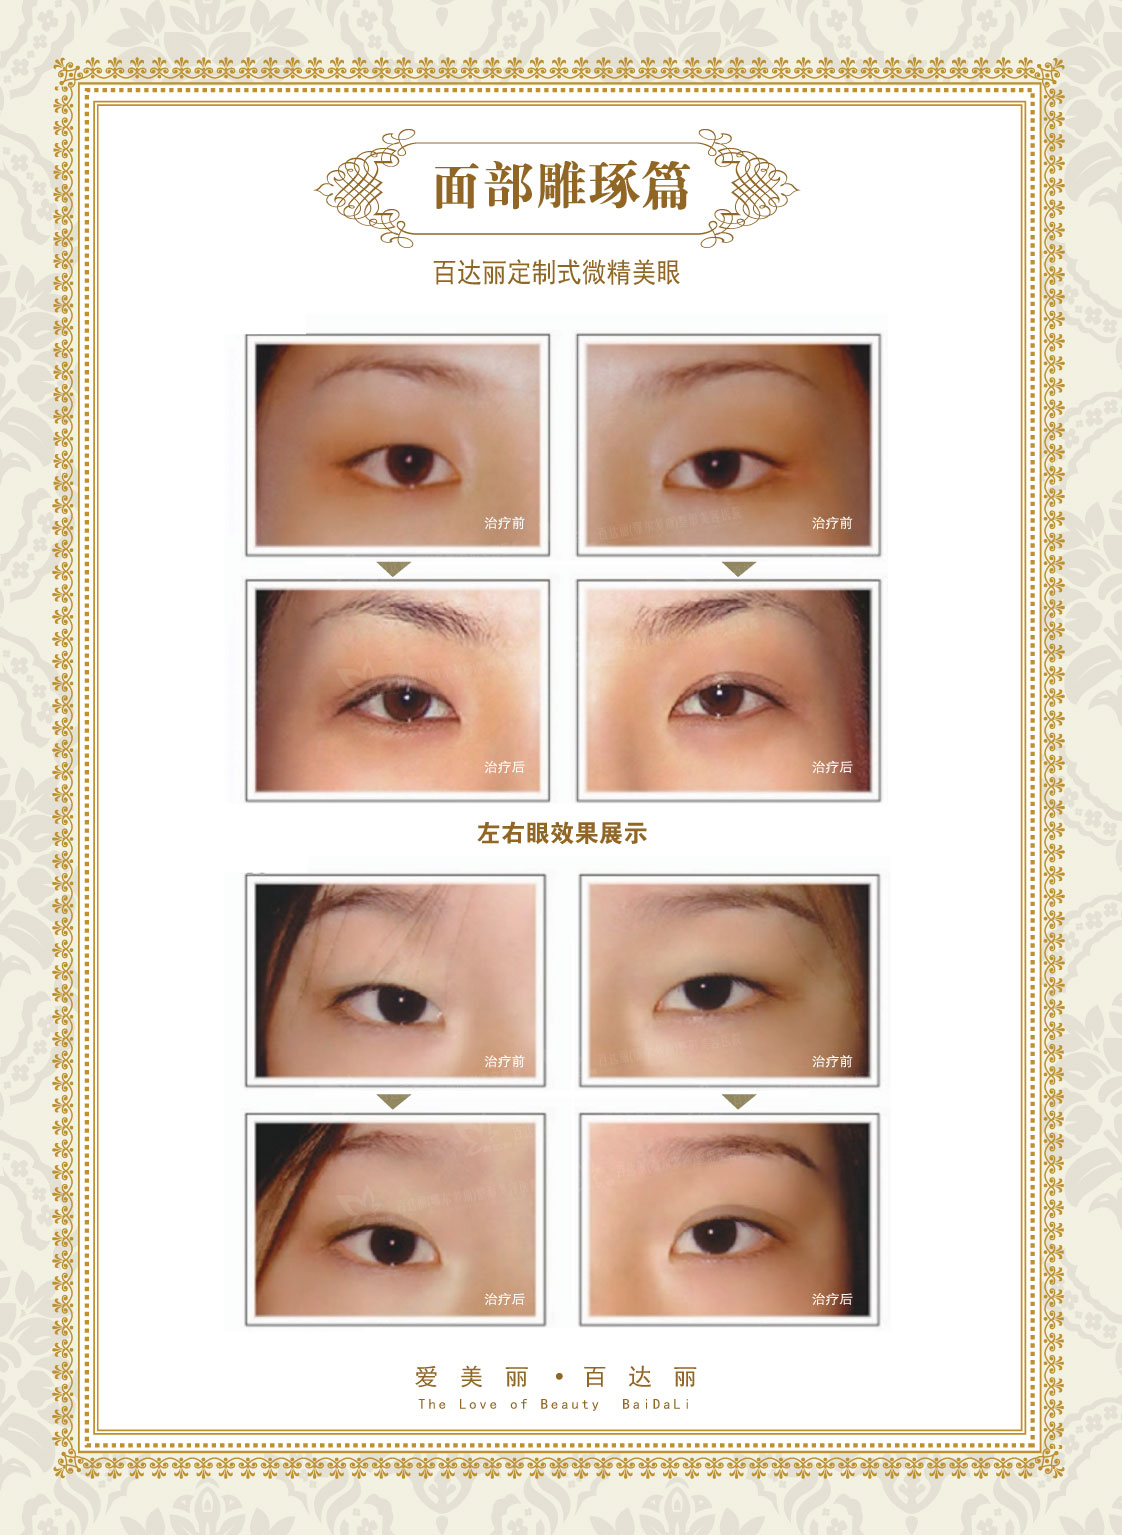 面部雕琢篇
百达丽定制式微精美眼
治疗前 治疗前
治疗后 治疗后
左右眼效果展示
治疗前 治疗前
治疗后 治疗后
爱美丽·百达丽
The Love of Beauty BaiDaLi